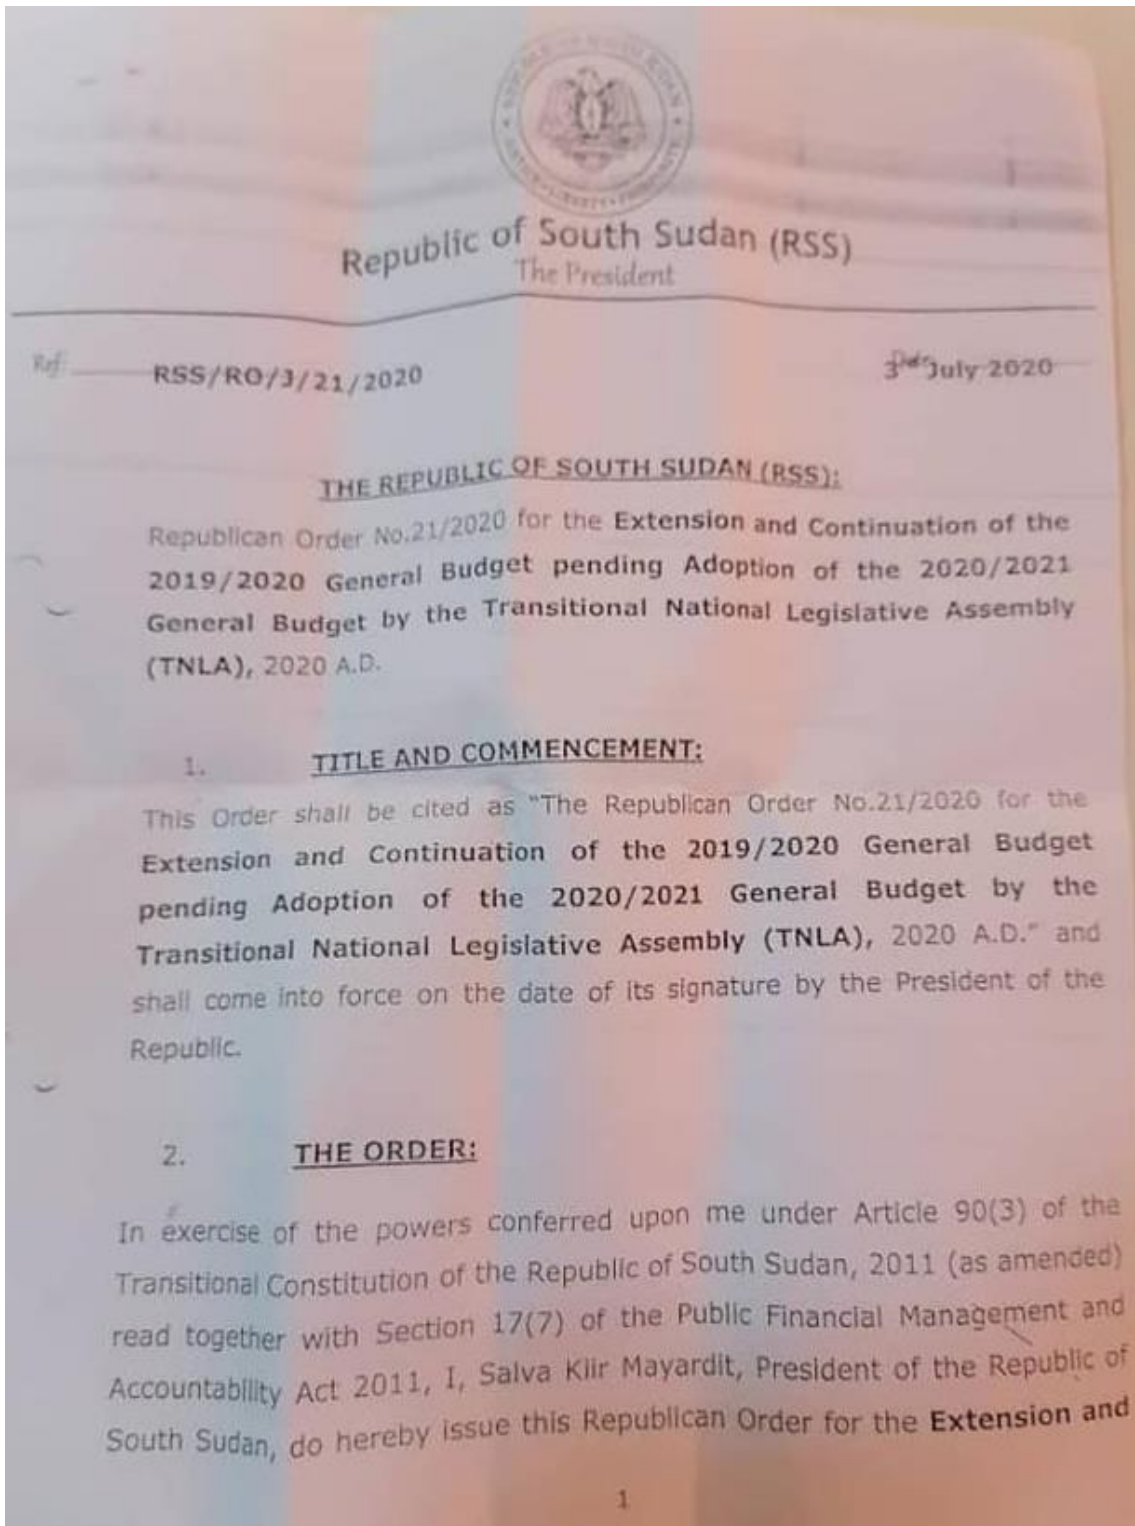 REPUBLIC OF SOUTH SUDAN
JUSTICE • LIBERTY • PROSPERITY
Republic of South Sudan (RSS)
The President
Ref: RSS/RO/J/21/2020
Date 3rd July 2020
THE REPUBLIC OF SOUTH SUDAN (RSS):
Republican Order No.21/2020 for the Extension and Continuation of the
2019/2020 General Budget pending Adoption of the 2020/2021
General Budget by the Transitional National Legislative Assembly
(TNLA), 2020 A.D.
1. TITLE AND COMMENCEMENT:
This Order shall be cited as "The Republican Order No.21/2020 for the
Extension and Continuation of the 2019/2020 General Budget
pending Adoption of the 2020/2021 General Budget by the
Transitional National Legislative Assembly (TNLA), 2020 A.D." and
shall come into force on the date of its signature by the President of the
Republic.
2. THE ORDER:
In exercise of the powers conferred upon me under Article 90(3) of the
Transitional Constitution of the Republic of South Sudan, 2011 (as amended)
read together with Section 17(7) of the Public Financial Management and
Accountability Act 2011, I, Salva Kiir Mayardit, President of the Republic of
South Sudan, do hereby issue this Republican Order for the Extension and
1